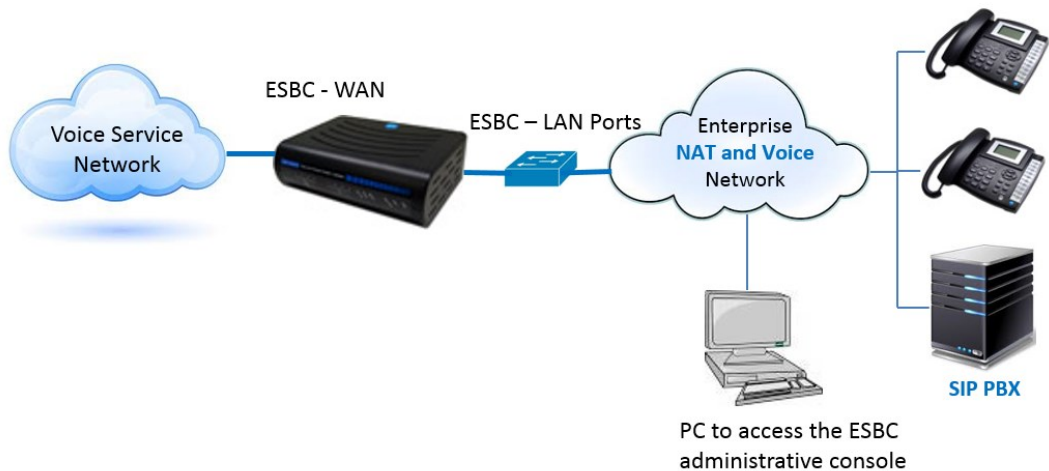 Voice Service
Network
ESBC - WAN
ESBC – LAN Ports
Enterprise
NAT and Voice
Network
SIP PBX
PC to access the ESBC
administrative console